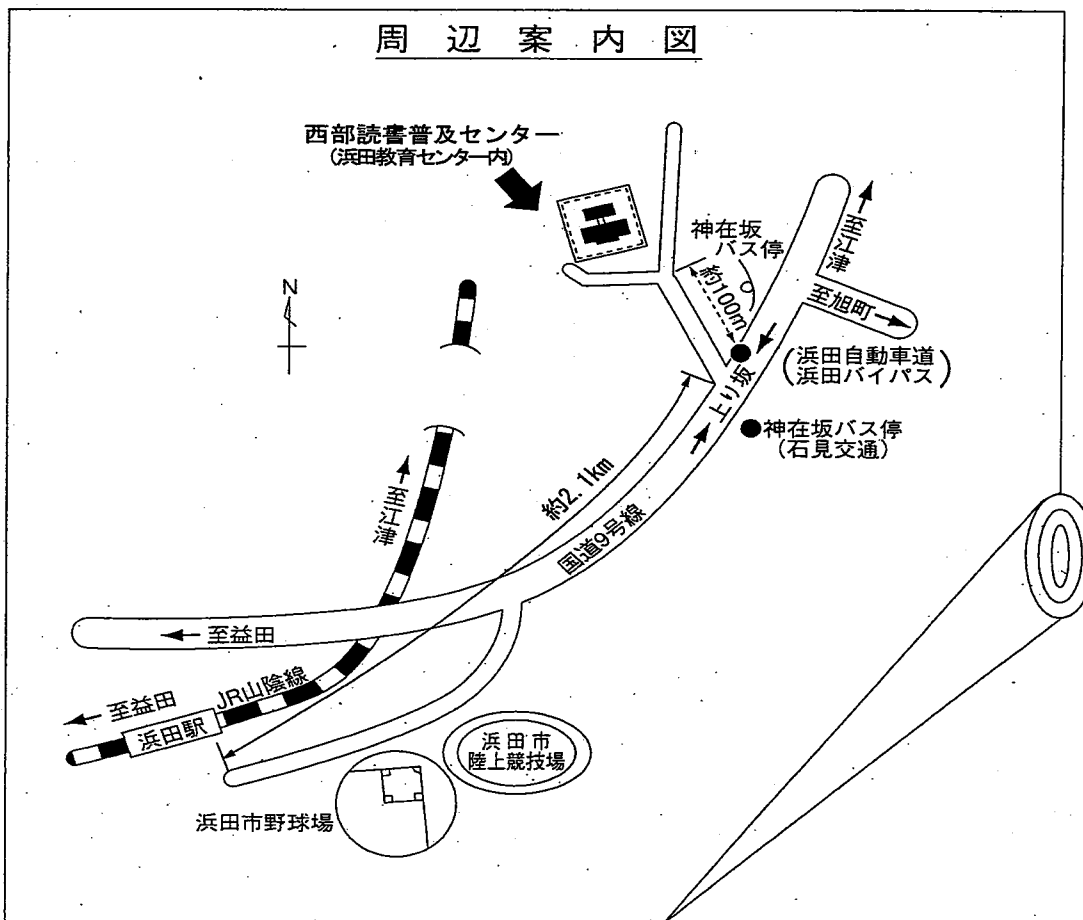 周辺案内図
西部読書普及センター
(浜田教育センター内)
神在坂
バス停
約100m
至江津
至旭町
(浜田自動車道
浜田バイパス)
上り坂
神在坂バス停
(石見交通)
N
約2.1km
至江津
国道9号線
至益田
JR山陰線
至益田
浜田駅
浜田市
陸上競技場
浜田市野球場